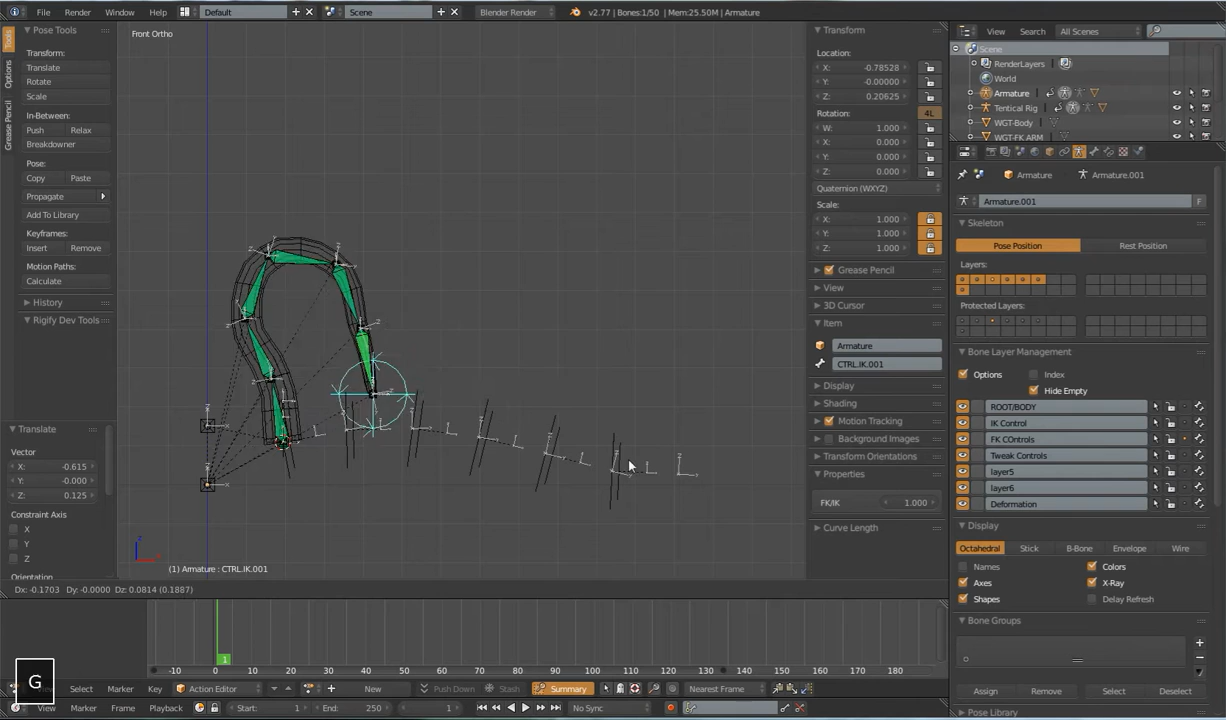 File Render Window Help Default Scene Blender Render v2.77 | Bones:1/50 | Mem:25.50M | Armature
Tools
Options
Grease Pencil
Pose Tools
Transform:
Translate
Rotate
Scale
In-Between:
Push Relax
Breakdowner
Pose:
Copy Paste
Propagate
Add To Library
Keyframes:
Insert Remove
Motion Paths:
Calculate
History
Rigify Dev Tools
Translate
Vector
X: -0.615
Y: -0.000
Z: 0.125
Constraint Axis
X
Y
Z
Orientation
Front Ortho
(1) Armature : CTRL.IK.001
Dx: -0.1703 Dy: -0.0000 Dz: 0.0814 (0.1887)
Transform
Location:
X: -0.78528
Y: -0.00000
Z: 0.20625
Rotation: 4L
W: 1.000
X: 0.000
Y: 0.000
Z: 0.000
Quaternion (WXYZ)
Scale:
X: 1.000
Y: 1.000
Z: 1.000
Grease Pencil
View
3D Cursor
Item
Armature
CTRL.IK.001
Display
Shading
Motion Tracking
Background Images
Transform Orientations
Properties
FK/IK 1.000
Curve Length
View Search All Scenes
Scene
RenderLayers
World
Armature
Tentical Rig
WGT-Body
WGT-FK ARM
Armature Armature.001
Armature.001 F
Skeleton
Pose Position Rest Position
Layers:
Protected Layers:
Bone Layer Management
Options Index
Hide Empty
ROOT/BODY
IK Control
FK COntrols
Tweak Controls
layer5
layer6
Deformation
Display
Octahedral Stick B-Bone Envelope Wire
Names Colors
Axes X-Ray
Shapes Delay Refresh
Bone Groups
Assign Remove Select Deselect
Pose Library
1
-10 0 10 20 30 40 50 60 70 80 90 100 110 120 130 140 150 160 170 180
G
Select Marker Key Action Editor New Push Down Stash Summary Nearest Frame
View Marker Frame Playback Start: 1 End: 250 1 No Sync